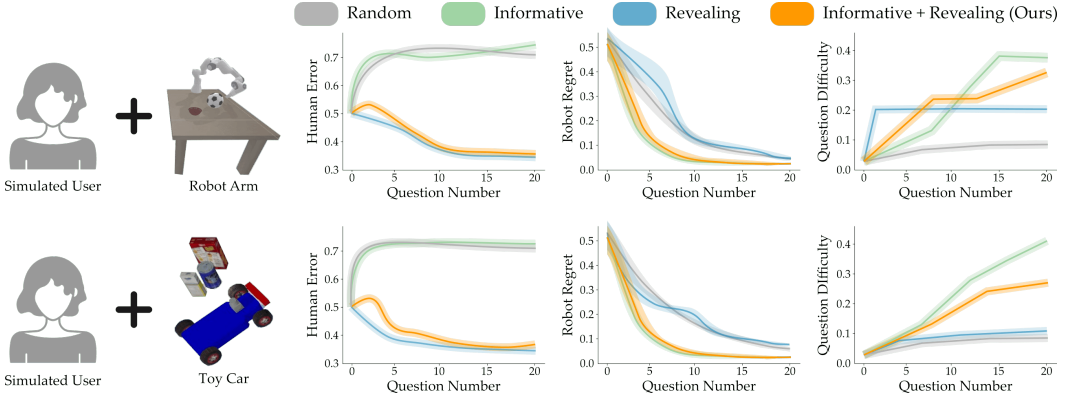 Random Informative Revealing Informative + Revealing (Ours)
Simulated User
Robot Arm
Human Error
0.7
0.6
0.5
0.4
0.3
0 5 10 15 20
Question Number
Robot Regret
0.5
0.4
0.3
0.2
0.1
0.0
0 5 10 15 20
Question Number
Question DIfficulty
0.4
0.3
0.2
0.1
0.0
0 5 10 15 20
Question Number
Simulated User
Toy Car
Human Error
0.7
0.6
0.5
0.4
0.3
0 5 10 15 20
Question Number
Robot Regret
0.5
0.4
0.3
0.2
0.1
0.0
0 5 10 15 20
Question Number
Question DIfficulty
0.4
0.3
0.2
0.1
0.0
0 5 10 15 20
Question Number